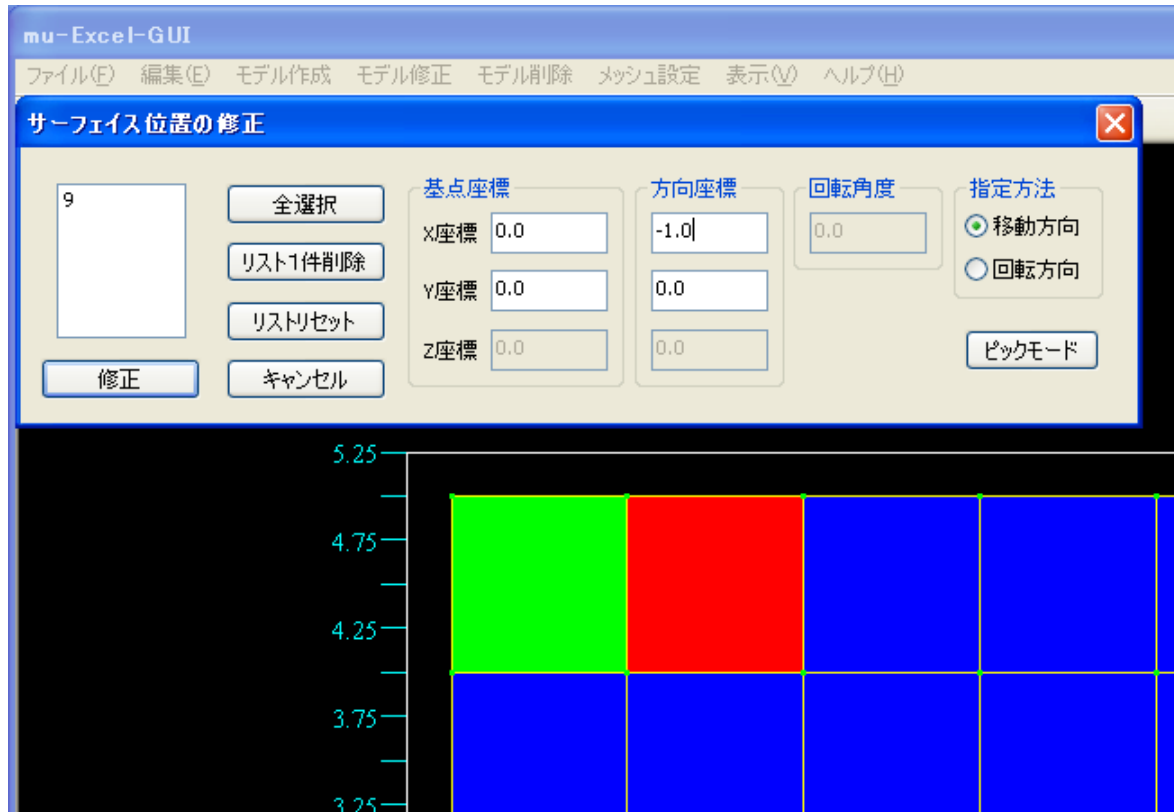 mu-Excel-GUI
ファイル(F) 編集(E) モデル作成 モデル修正 モデル削除 メッシュ設定 表示(V) ヘルプ(H)
サーフェイス位置の修正
9
全選択
リスト1件削除
リストリセット
修正
キャンセル
基点座標
X座標 0.0
Y座標 0.0
Z座標 0.0
方向座標
-1.0
0.0
0.0
回転角度
0.0
指定方法
移動方向
回転方向
ピックモード
5.25
4.75
4.25
3.75
3.25